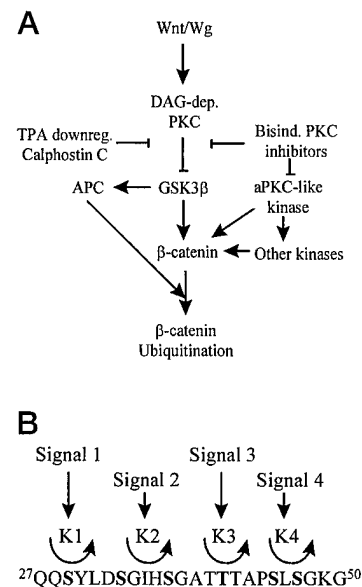 A
Wnt/Wg
DAG-dep.
PKC
TPA downreg.
Calphostin C
Bisind. PKC
inhibitors
APC
GSK3β
aPKC-like
kinase
β-catenin
Other kinases
β-catenin
Ubiquitination
B
Signal 1
Signal 3
Signal 2
Signal 4
K1
K2
K3
K4
27QQSYLDSGIHSGATTTAPSLSGKG50